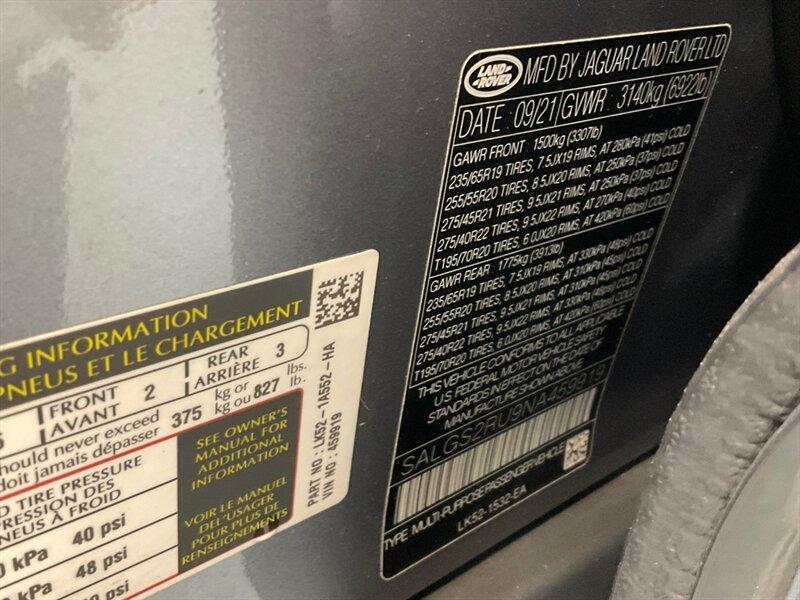 LAND ROVER
MFD BY JAGUAR LAND ROVER LTD
DATE : 09/21 GVWR : 3140kg (6922lb)
GAWR FRONT : 1500kg (3307lb)
235/65R19 TIRES, 7.5JX19 RIMS, AT 280kPa (41psi) COLD
255/55R20 TIRES, 8.5JX20 RIMS, AT 250kPa (37psi) COLD
275/45R21 TIRES, 9.5JX21 RIMS, AT 250kPa (37psi) COLD
275/40R22 TIRES, 9.5JX22 RIMS, AT 270kPa (40psi) COLD
T195/70R20 TIRES, 6.0JX20 RIMS, AT 420kPa (60psi) COLD
GAWR REAR : 1775kg (3913lb)
235/65R19 TIRES, 7.5JX19 RIMS, AT 330kPa (48psi) COLD
255/55R20 TIRES, 8.5JX20 RIMS, AT 310kPa (45psi) COLD
275/45R21 TIRES, 9.5JX21 RIMS, AT 310kPa (45psi) COLD
275/40R22 TIRES, 9.5JX22 RIMS, AT 330kPa (48psi) COLD
T195/70R20 TIRES, 6.0JX20 RIMS, AT 420kPa (60psi) COLD
THIS VEHICLE CONFORMS TO ALL APPLICABLE
U.S. FEDERAL MOTOR VEHICLE SAFETY
STANDARDS IN EFFECT ON THE DATE OF
MANUFACTURE SHOWN ABOVE.
SALGS2RU9NA459919
TYPE: MULTI-PURPOSE PASSENGER VEHICLE
LK52-1532-EA
G INFORMATION
PNEUS ET LE CHARGEMENT
FRONT 2 REAR 3
AVANT ARRIÈRE
should never exceed 375 kg or 827 lbs.
doit jamais dépasser kg ou lb.
TIRE PRESSURE
PRESSION DES
PNEUS À FROID
kPa 40 psi
kPa 48 psi
psi
SEE OWNER'S
MANUAL FOR
ADDITIONAL
INFORMATION
VOIR LE MANUEL
DEL'USAGER
POUR PLUS DE
RENSEIGNEMENTS
PART NO : LK52-1A552-HA
VIN NO : 459919